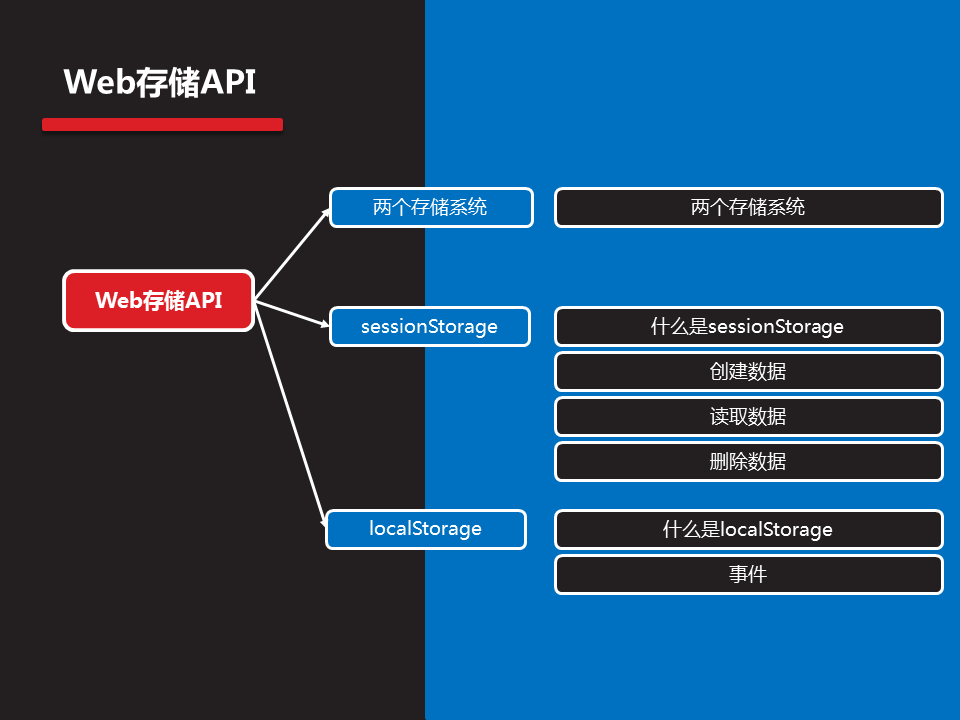 Web存储API
Web存储API
两个存储系统
两个存储系统
sessionStorage
什么是sessionStorage
创建数据
读取数据
删除数据
localStorage
什么是localStorage
事件